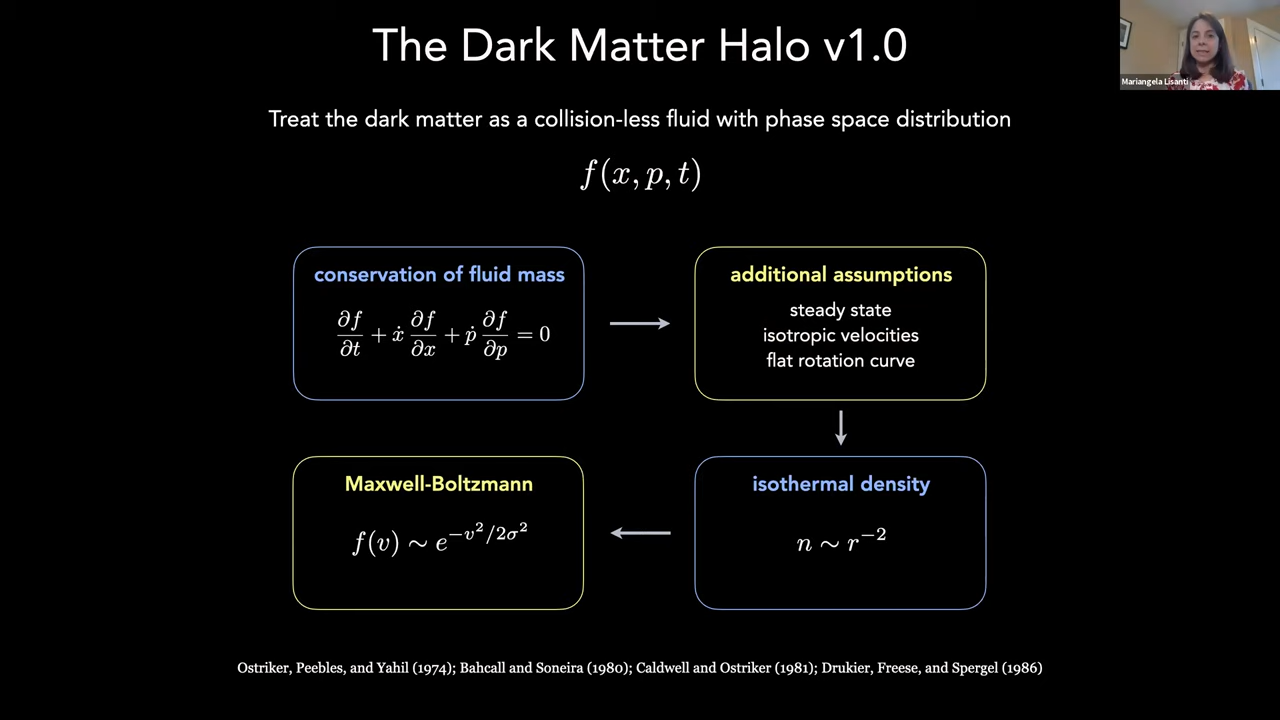 The Dark Matter Halo v1.0
Mariangela Lisanti
Treat the dark matter as a collision-less fluid with phase space distribution
f(x, p, t)
conservation of fluid mass
∂f/∂t + ẋ ∂f/∂x + ṗ ∂f/∂p = 0
additional assumptions
steady state
isotropic velocities
flat rotation curve
Maxwell-Boltzmann
f(v) ∼ e^{−v²/2σ²}
isothermal density
n ∼ r^{−2}
Ostriker, Peebles, and Yahil (1974); Bahcall and Soneira (1980); Caldwell and Ostriker (1981); Drukier, Freese, and Spergel (1986)